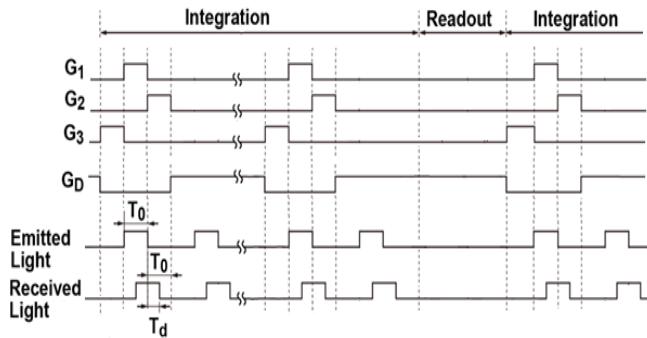 Integration Readout Integration
G1
G2
G3
GD
T0
Emitted
Light
T0
Received
Light
Td